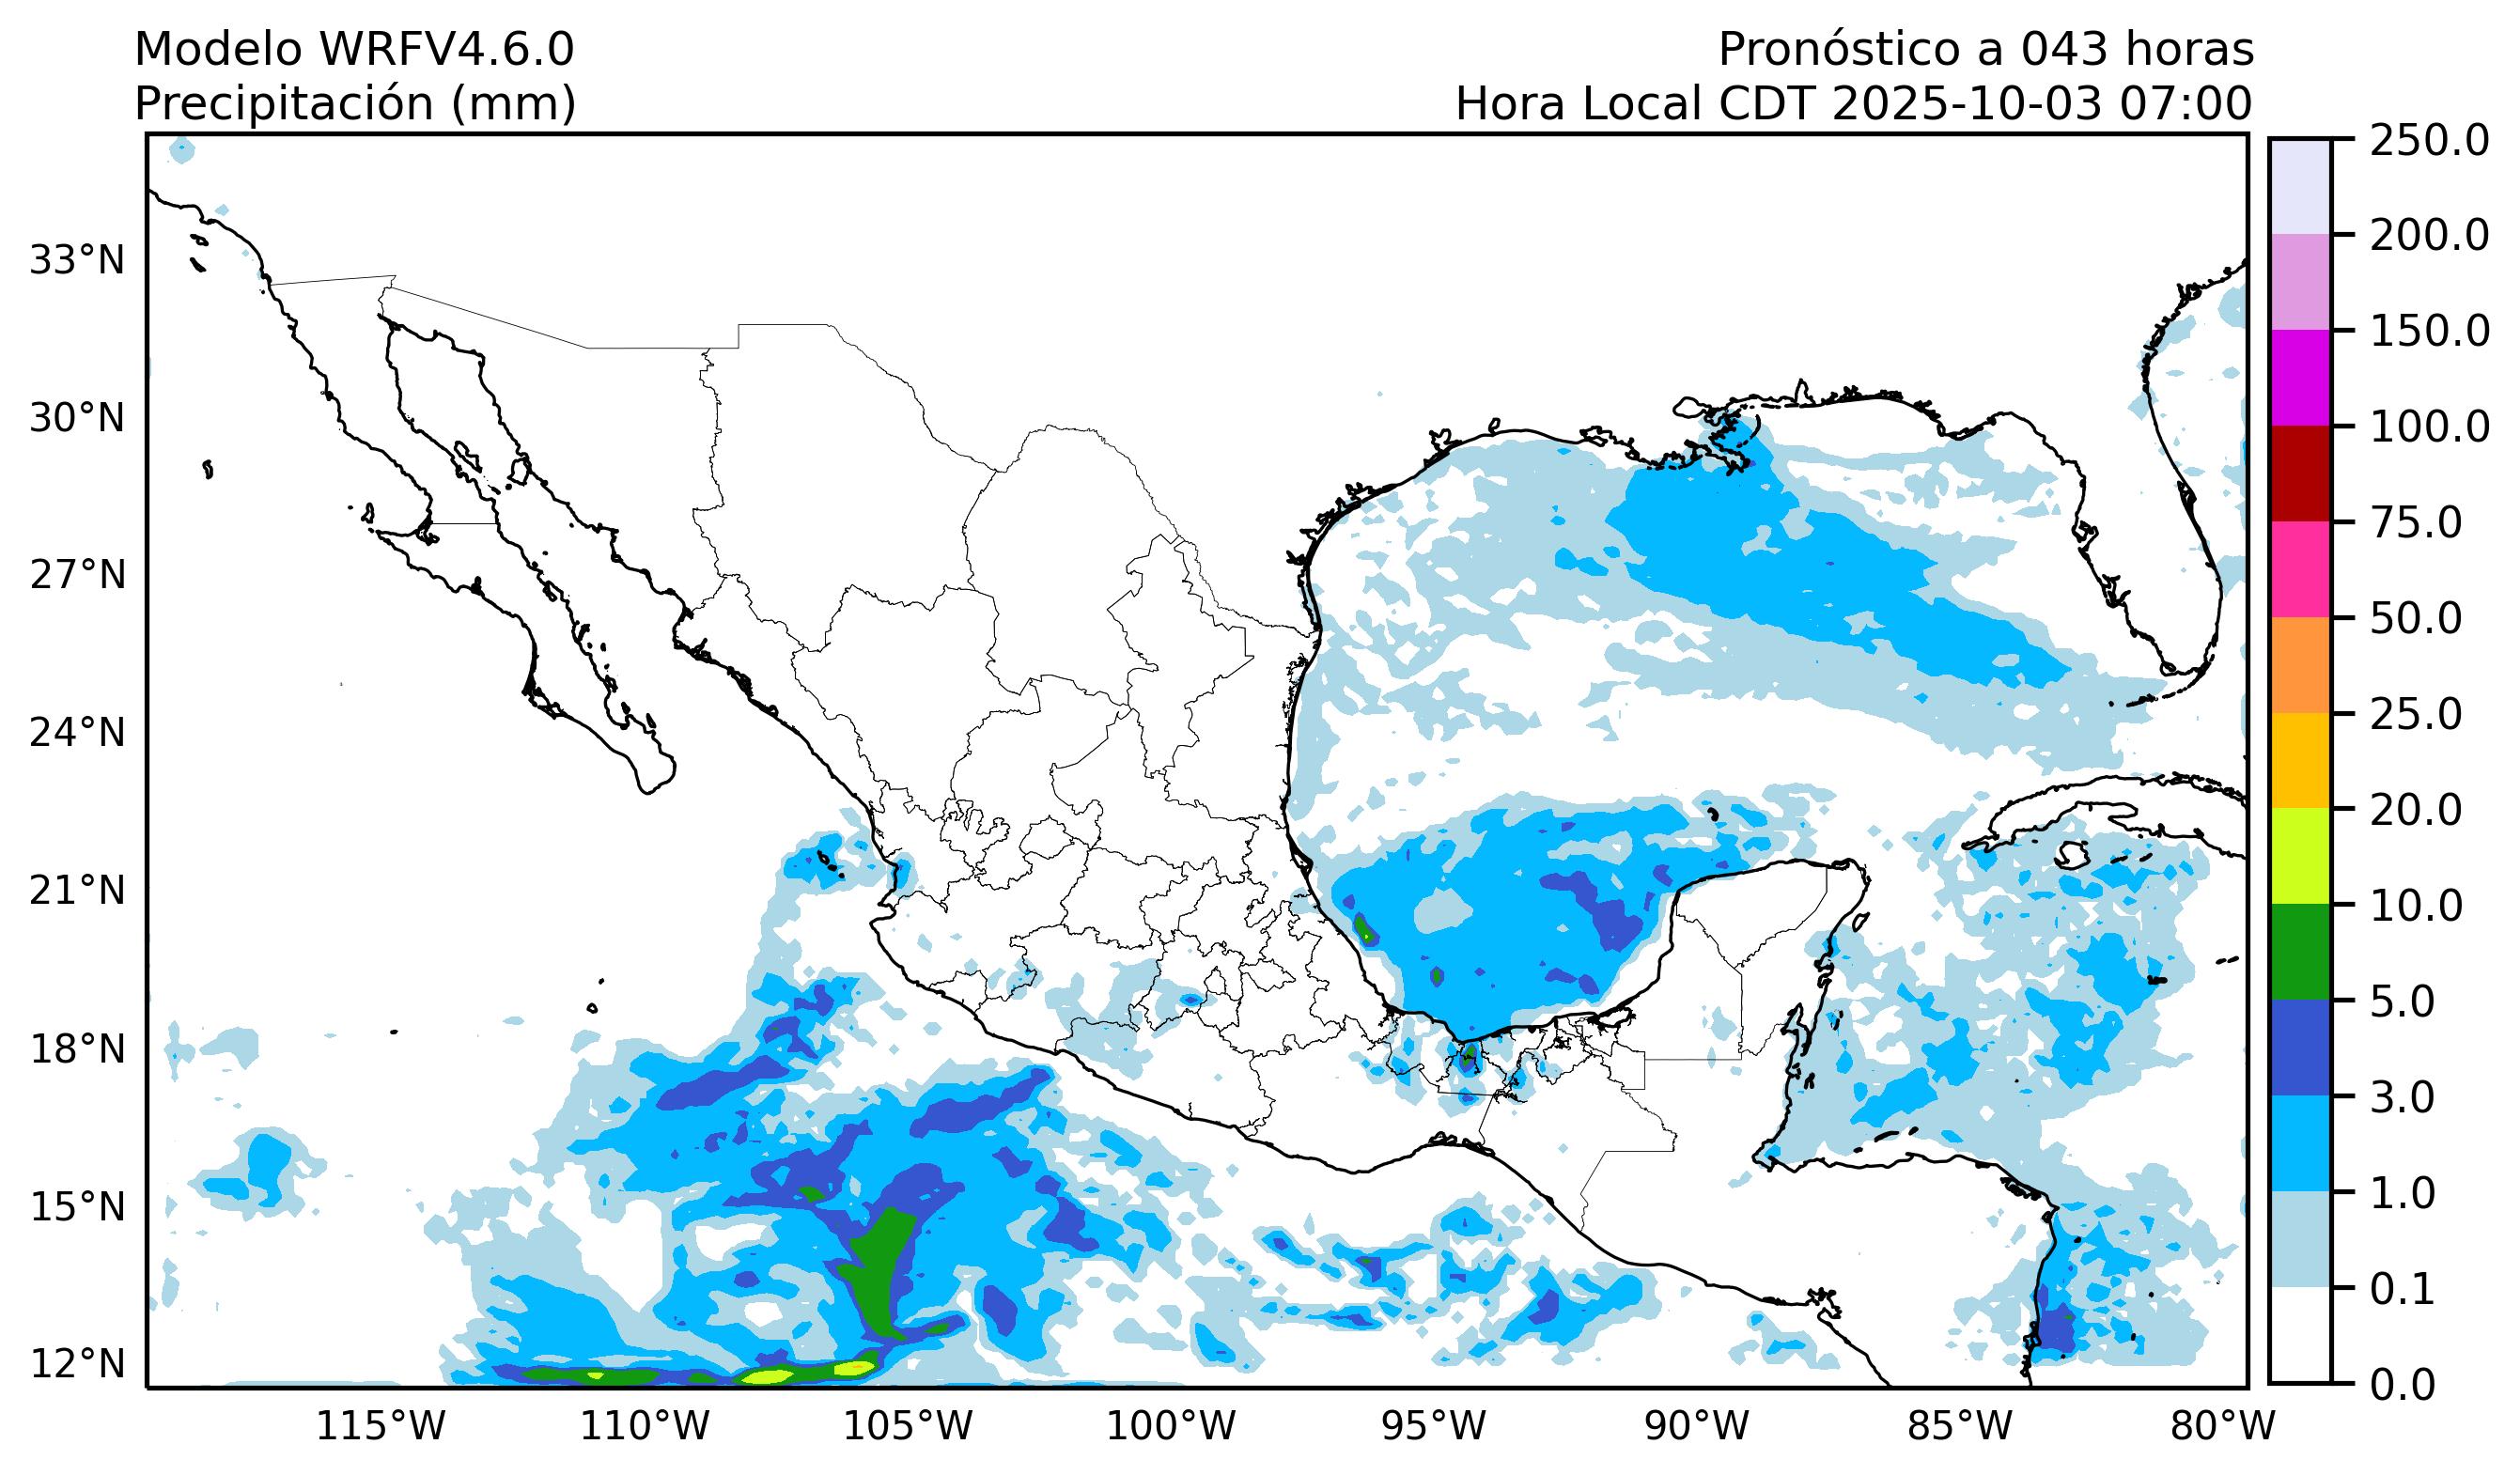 Modelo WRFV4.6.0
Precipitación (mm)
Pronóstico a 043 horas
Hora Local CDT 2025-10-03 07:00
33°N
30°N
27°N
24°N
21°N
18°N
15°N
12°N
115°W
110°W
105°W
100°W
95°W
90°W
85°W
80°W
250.0
200.0
150.0
100.0
75.0
50.0
25.0
20.0
10.0
5.0
3.0
1.0
0.1
0.0